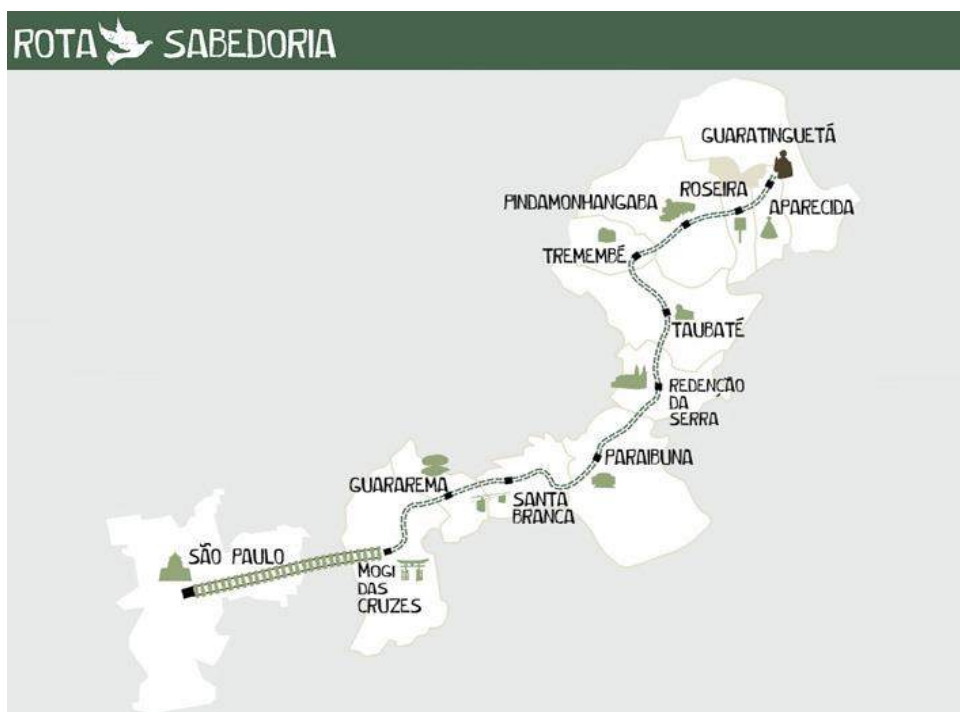 ROTA SABEDORIA
GUARATINGUETÁ
ROSEIRA
PINDAMONHANGABA
APARECIDA
TREMEMBÉ
TAUBATÉ
REDENÇÃO
DA
SERRA
PARAIBUNA
GUARAREMA
SANTA
BRANCA
SÃO PAULO
MOGI
DAS
CRUZES